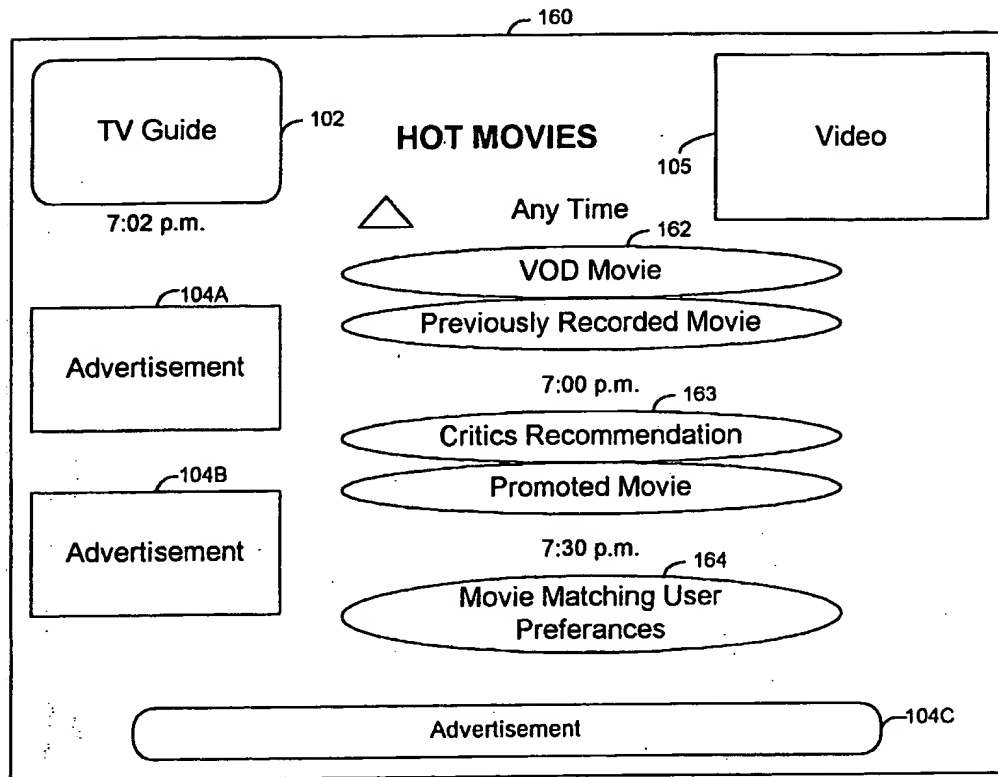 160
TV Guide
102
HOT MOVIES
Video
105
7:02 p.m.
Any Time
162
VOD Movie
104A
Previously Recorded Movie
Advertisement
7:00 p.m.
163
Critics Recommendation
104B
Promoted Movie
Advertisement
7:30 p.m.
164
Movie Matching User
Preferances
Advertisement
104C